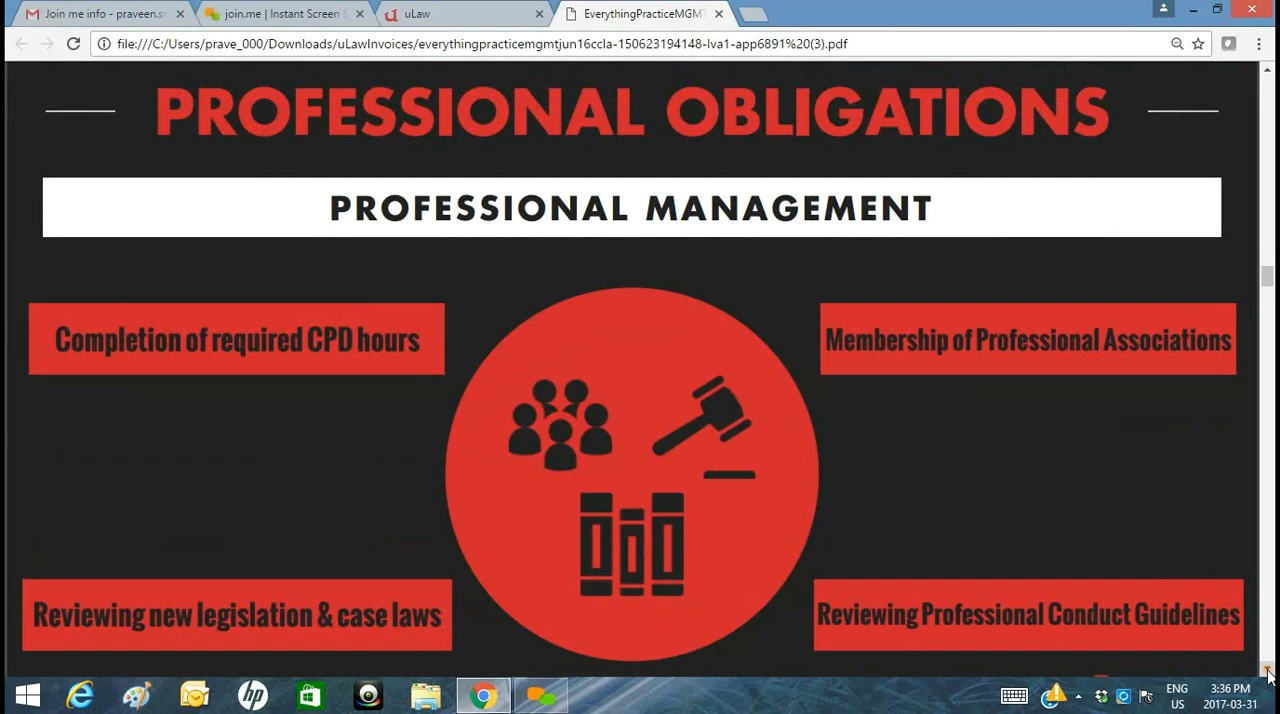 Join me info - praveen.sm
join.me | Instant Screen S
uLaw
EverythingPracticeMGMT
file:///C:/Users/prave_000/Downloads/uLawInvoices/everythingpracticemgmtjun16ccla-150623194148-lva1-app6891%20(3).pdf
PROFESSIONAL OBLIGATIONS
PROFESSIONAL MANAGEMENT
Completion of required CPD hours
Membership of Professional Associations
Reviewing new legislation & case laws
Reviewing Professional Conduct Guidelines
hp
ENG
US
3:36 PM
2017-03-31